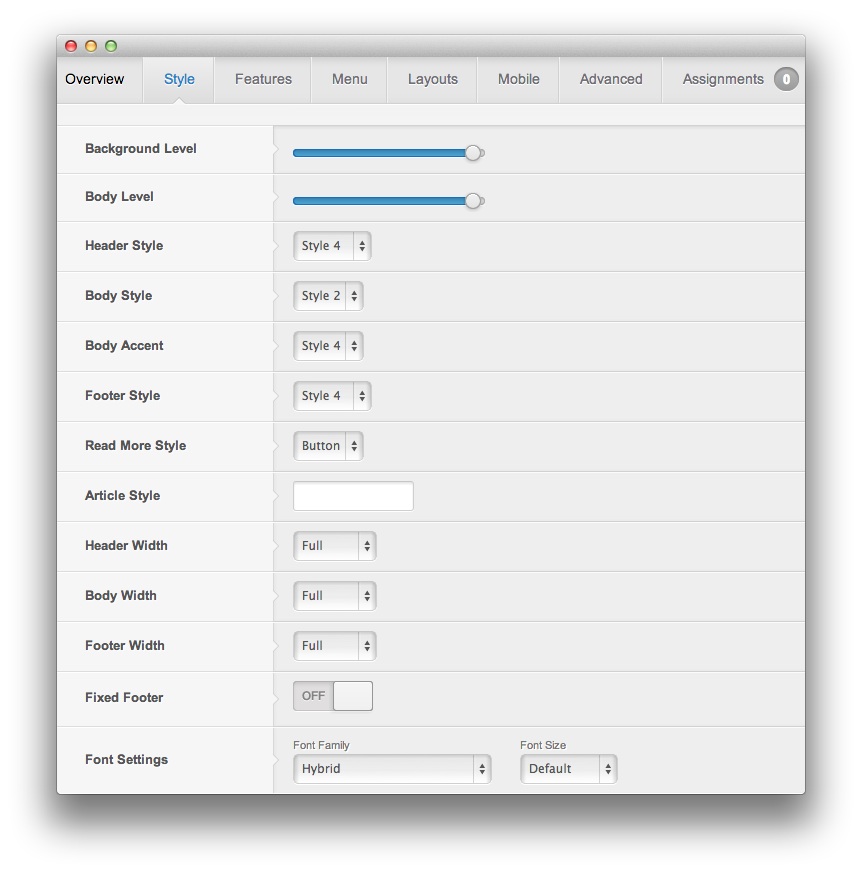 Overview Style Features Menu Layouts Mobile Advanced Assignments 0
Background Level
Body Level
Header Style Style 4
Body Style Style 2
Body Accent Style 4
Footer Style Style 4
Read More Style Button
Article Style
Header Width Full
Body Width Full
Footer Width Full
Fixed Footer OFF
Font Family Font Size
Font Settings Hybrid Default